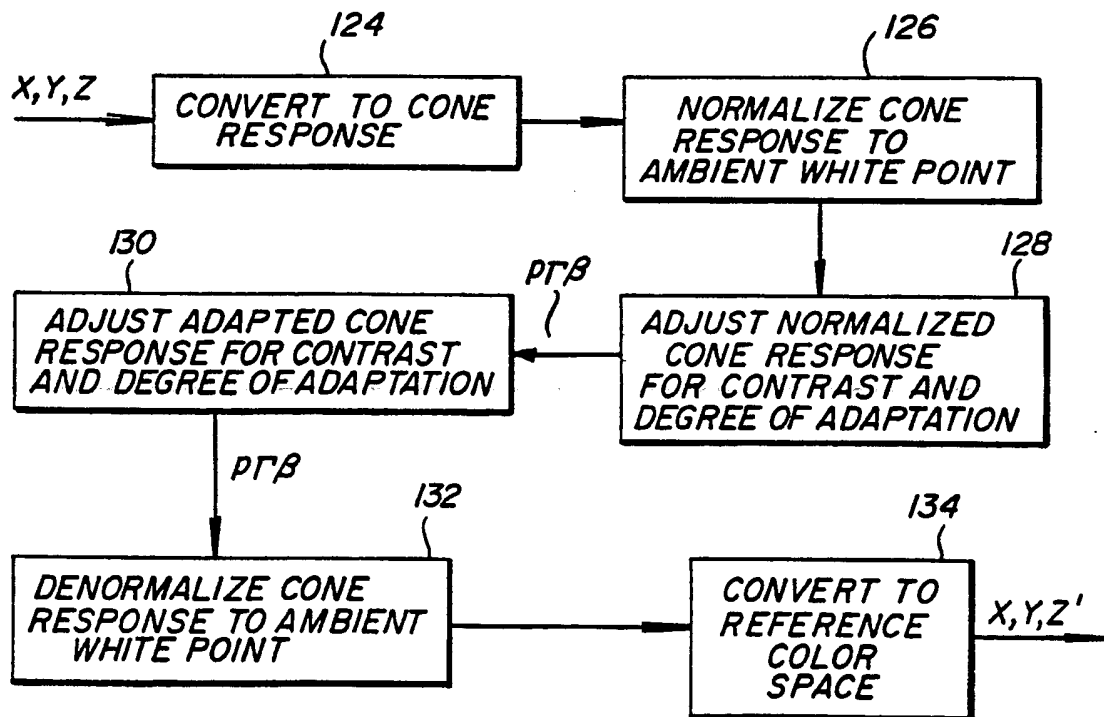 124
X,Y,Z
CONVERT TO CONE
RESPONSE
126
NORMALIZE CONE
RESPONSE TO
AMBIENT WHITE POINT
128
ADJUST NORMALIZED
CONE RESPONSE
FOR CONTRAST AND
DEGREE OF ADAPTATION
pΓβ
130
ADJUST ADAPTED CONE
RESPONSE FOR CONTRAST
AND DEGREE OF ADAPTATION
pΓβ
132
DENORMALIZE CONE
RESPONSE TO AMBIENT
WHITE POINT
134
CONVERT TO
REFERENCE
COLOR
SPACE
X,Y,Z'